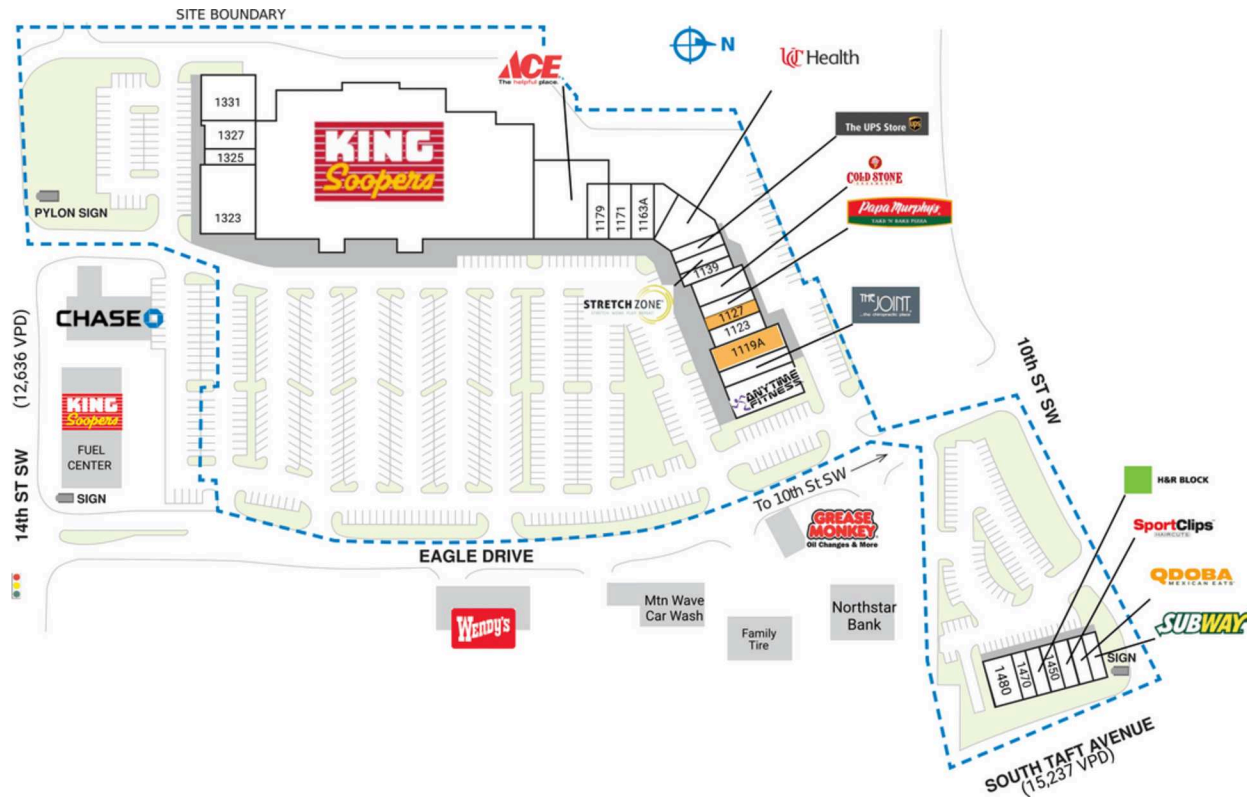 SITE BOUNDARY
N
ACE
The helpful place.
UCHealth
The UPS Store
ups
COLD STONE
CREAMERY
Papa Murphy's
TAKE 'N' BAKE PIZZA
1331
1327
1325
1323
KING
Soopers
1179
1171
1163A
1139
STRETCH ZONE
1127
1123
1119A
THE JOINT
...the chiropractic place
ANYTIME
FITNESS
PYLON SIGN
CHASE
KING
Soopers
FUEL
CENTER
SIGN
14th ST SW
(12,636 VPD)
To 10th St SW
EAGLE DRIVE
10th ST SW
GREASE
MONKEY
Oil Changes & More
WENDY'S
Mtn Wave
Car Wash
Family
Tire
Northstar
Bank
H&R BLOCK
SportClips
HAIRCUTS
QDOBA
MEXICAN EATS
SUBWAY
1480
1470
1450
SIGN
SOUTH TAFT AVENUE
(15,237 VPD)